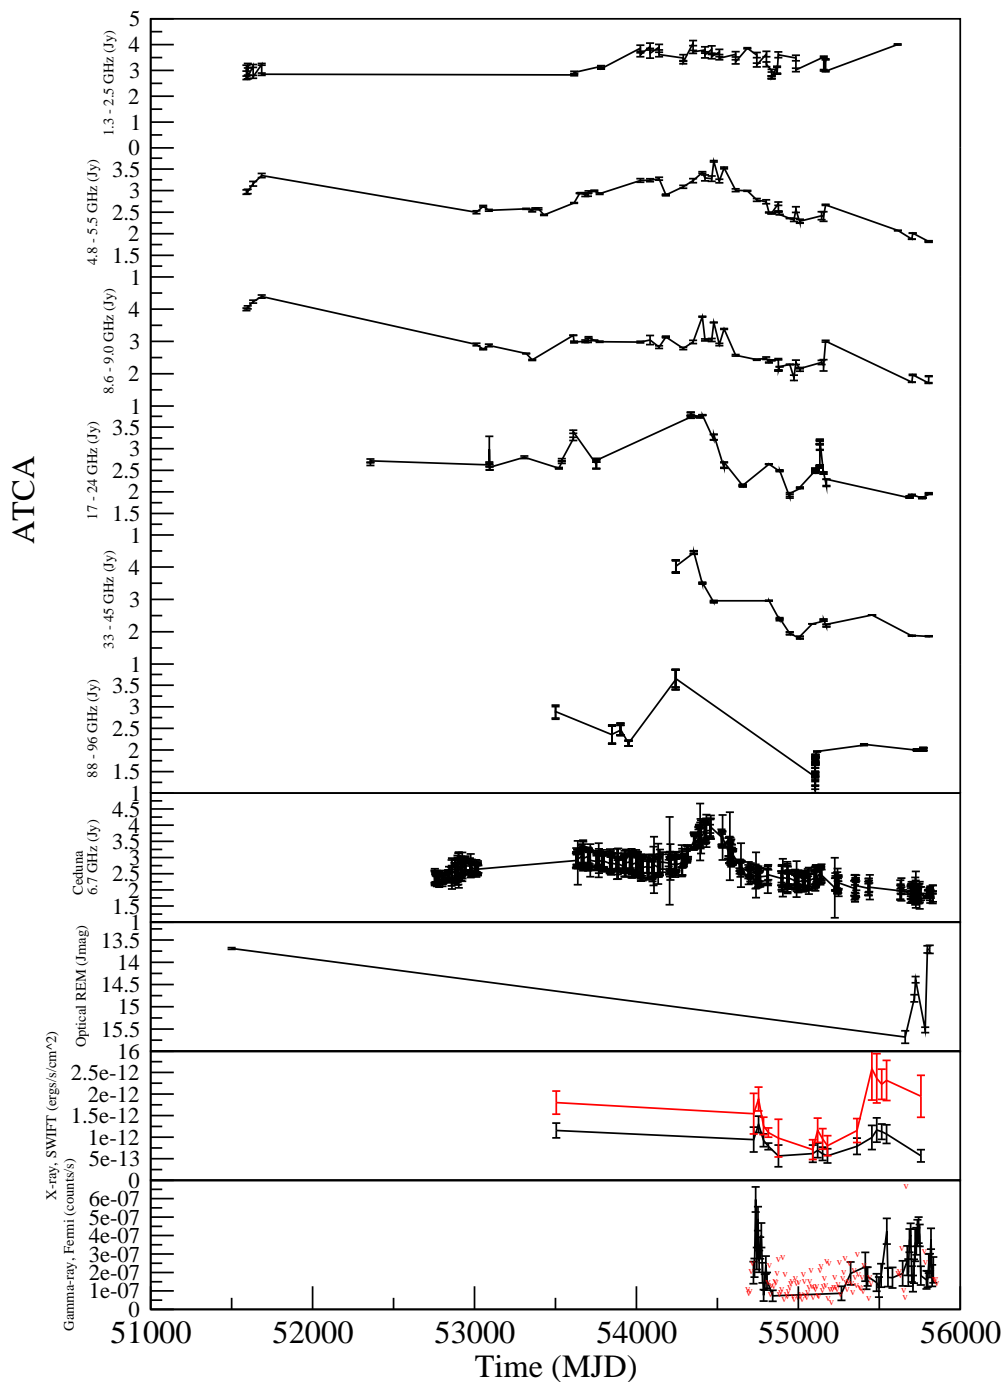 ATCA
1.3 - 2.5 GHz (Jy)
5
4
3
2
1
0
4.8 - 5.5 GHz (Jy)
3.5
3
2.5
2
1.5
1
8.6 - 9.0 GHz (Jy)
4
3
2
1
17 - 24 GHz (Jy)
3.5
3
2.5
2
1.5
1
33 - 45 GHz (Jy)
4
3
2
1
88 - 96 GHz (Jy)
3.5
3
2.5
2
1.5
1
Ceduna
6.7 GHz (Jy)
4.5
3.5
2.5
2
1.5
1
Optical REM (Jmag)
13.5
14
14.5
15
15.5
16
X-ray, SWIFT (ergs/s/cm^2)
2.5e-12
2e-12
1.5e-12
1e-12
5e-13
0
Gamma-ray, Fermi (counts/s)
6e-07
5e-07
4e-07
3e-07
2e-07
1e-07
0
51000 52000 53000 54000 55000 56000
Time (MJD)